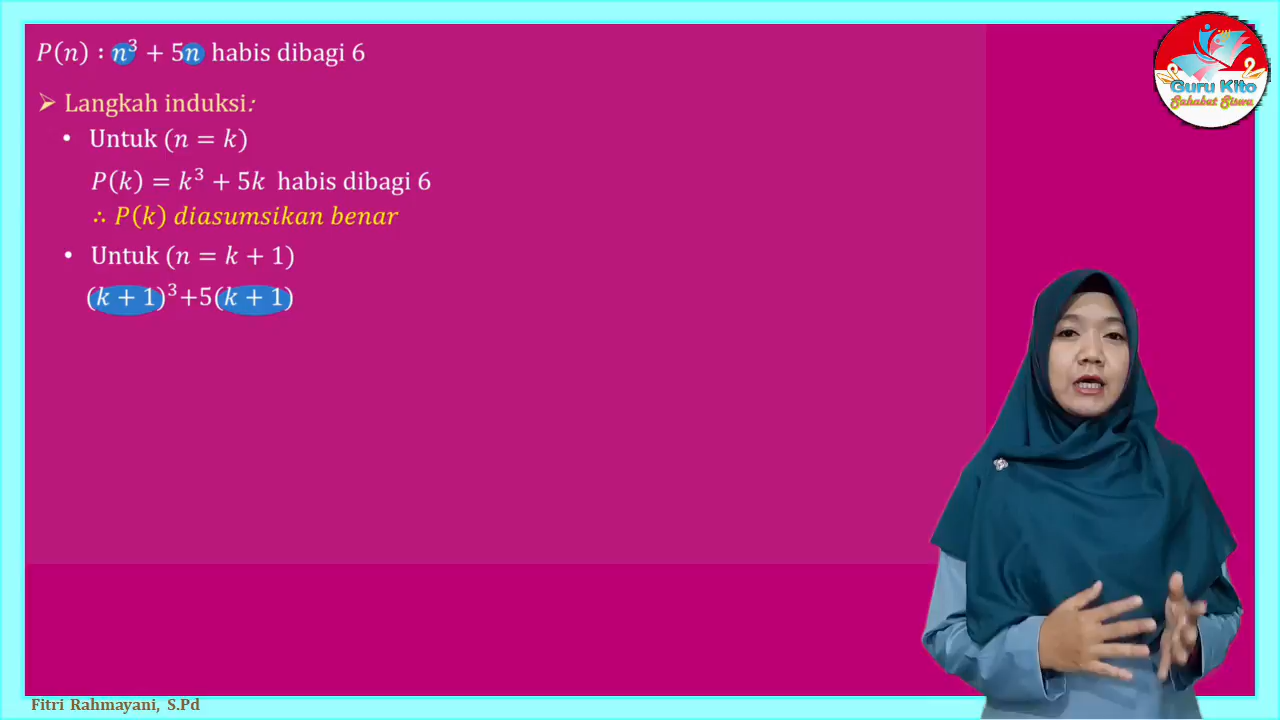 P(n) : n³ + 5n habis dibagi 6
➢ Langkah induksi:
• Untuk (n = k)
P(k) = k³ + 5k habis dibagi 6
∴ P(k) diasumsikan benar
• Untuk (n = k + 1)
(k + 1)³+5(k + 1)
Guru Kito
Sahabat Siswa
Fitri Rahmayani, S.Pd